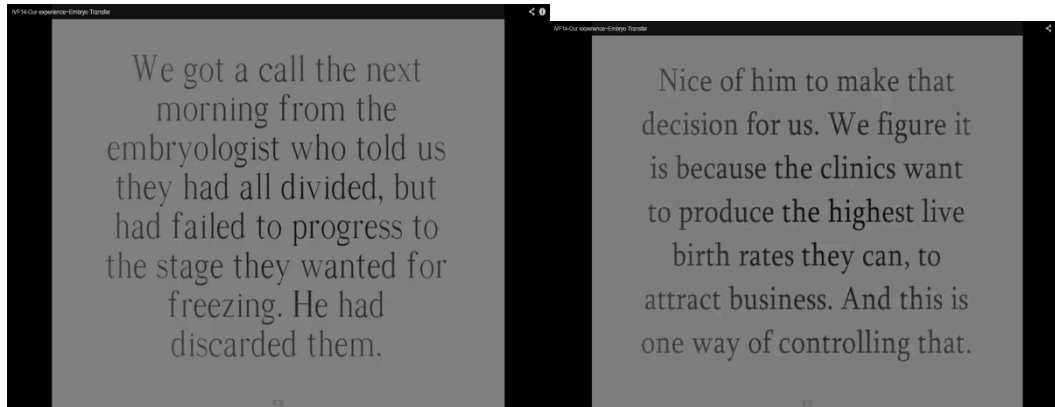 IVF14-Our experience-Embryo Transfer
We got a call the next
morning from the
embryologist who told us
they had all divided, but
had failed to progress to
the stage they wanted for
freezing. He had
discarded them.
IVF14-Our experience-Embryo Transfer
Nice of him to make that
decision for us. We figure it
is because the clinics want
to produce the highest live
birth rates they can, to
attract business. And this is
one way of controlling that.